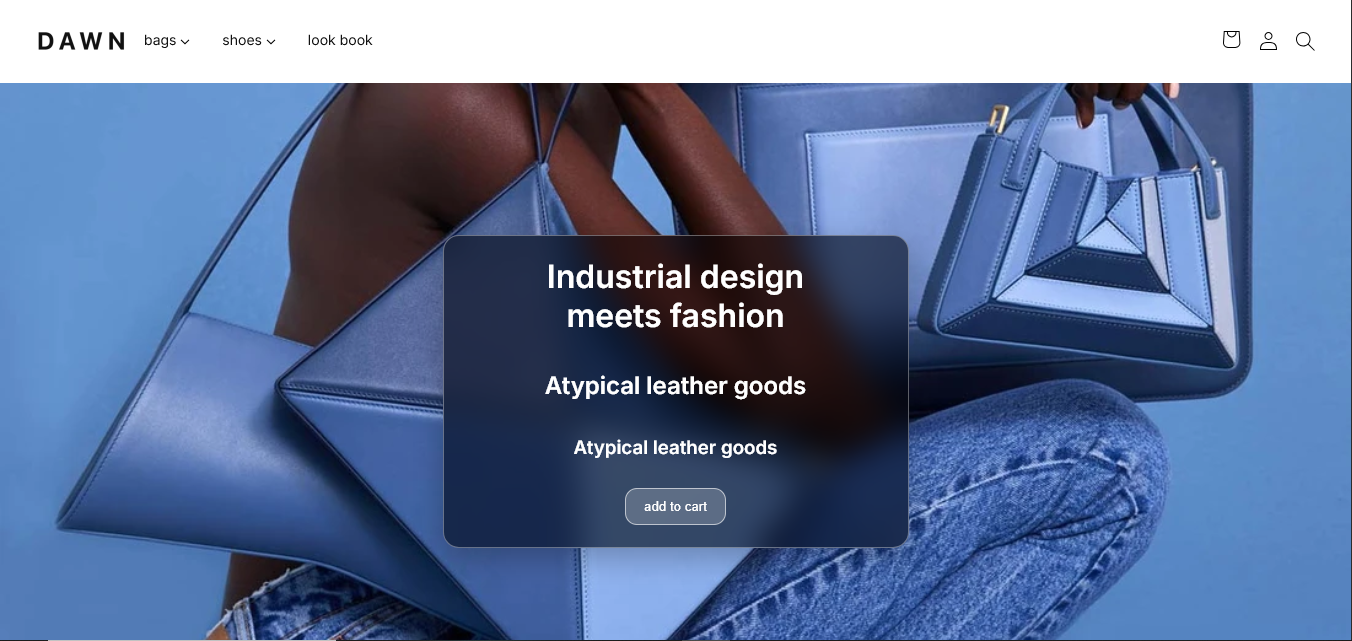 DAWN
bags
shoes
look book
Industrial design
meets fashion
Atypical leather goods
Atypical leather goods
add to cart